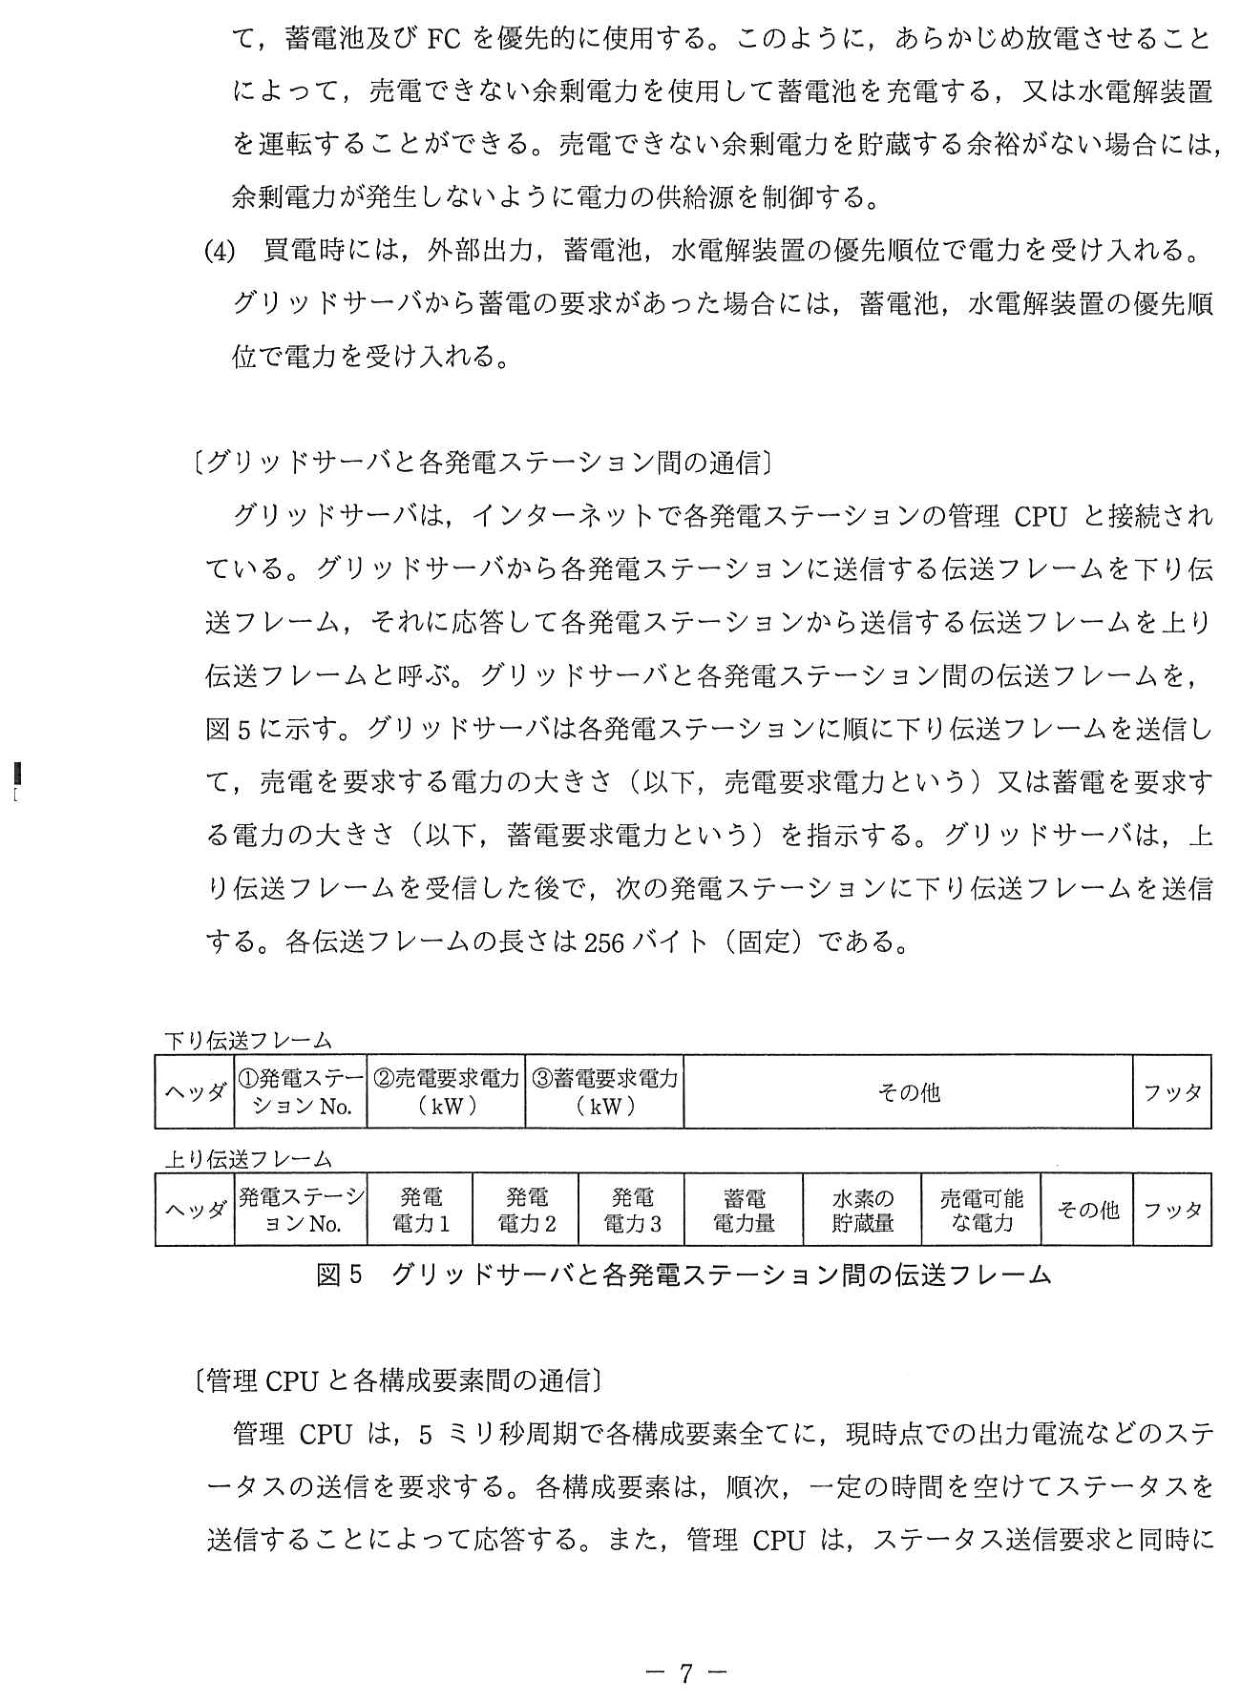 て，蓄電池及び FC を優先的に使用する。このように，あらかじめ放電させること
によって，売電できない余剰電力を使用して蓄電池を充電する，又は水電解装置
を運転することができる。売電できない余剰電力を貯蔵する余裕がない場合には，
余剰電力が発生しないように電力の供給源を制御する。
(4) 買電時には，外部出力，蓄電池，水電解装置の優先順位で電力を受け入れる。
グリッドサーバから蓄電の要求があった場合には，蓄電池，水電解装置の優先順
位で電力を受け入れる。
〔グリッドサーバと各発電ステーション間の通信〕
グリッドサーバは，インターネットで各発電ステーションの管理 CPU と接続され
ている。グリッドサーバから各発電ステーションに送信する伝送フレームを下り伝
送フレーム，それに応答して各発電ステーションから送信する伝送フレームを上り
伝送フレームと呼ぶ。グリッドサーバと各発電ステーション間の伝送フレームを，
図 5 に示す。グリッドサーバは各発電ステーションに順に下り伝送フレームを送信し
て，売電を要求する電力の大きさ（以下，売電要求電力という）又は蓄電を要求す
る電力の大きさ（以下，蓄電要求電力という）を指示する。グリッドサーバは，上
り伝送フレームを受信した後で，次の発電ステーションに下り伝送フレームを送信
する。各伝送フレームの長さは 256 バイト（固定）である。
下り伝送フレーム
ヘッダ ①発電ステー ②売電要求電力 ③蓄電要求電力 その他 フッタ
ション No. （kW） （kW）
上り伝送フレーム
ヘッダ 発電ステーシ 発電 発電 発電 蓄電 水素の 売電可能 その他 フッタ
ョン No. 電力 1 電力 2 電力 3 電力量 貯蔵量 な電力
図 5 グリッドサーバと各発電ステーション間の伝送フレーム
〔管理 CPU と各構成要素間の通信〕
管理 CPU は，5 ミリ秒周期で各構成要素全てに，現時点での出力電流などのステ
ータスの送信を要求する。各構成要素は，順次，一定の時間を空けてステータスを
送信することによって応答する。また，管理 CPU は，ステータス送信要求と同時に
－ 7 －